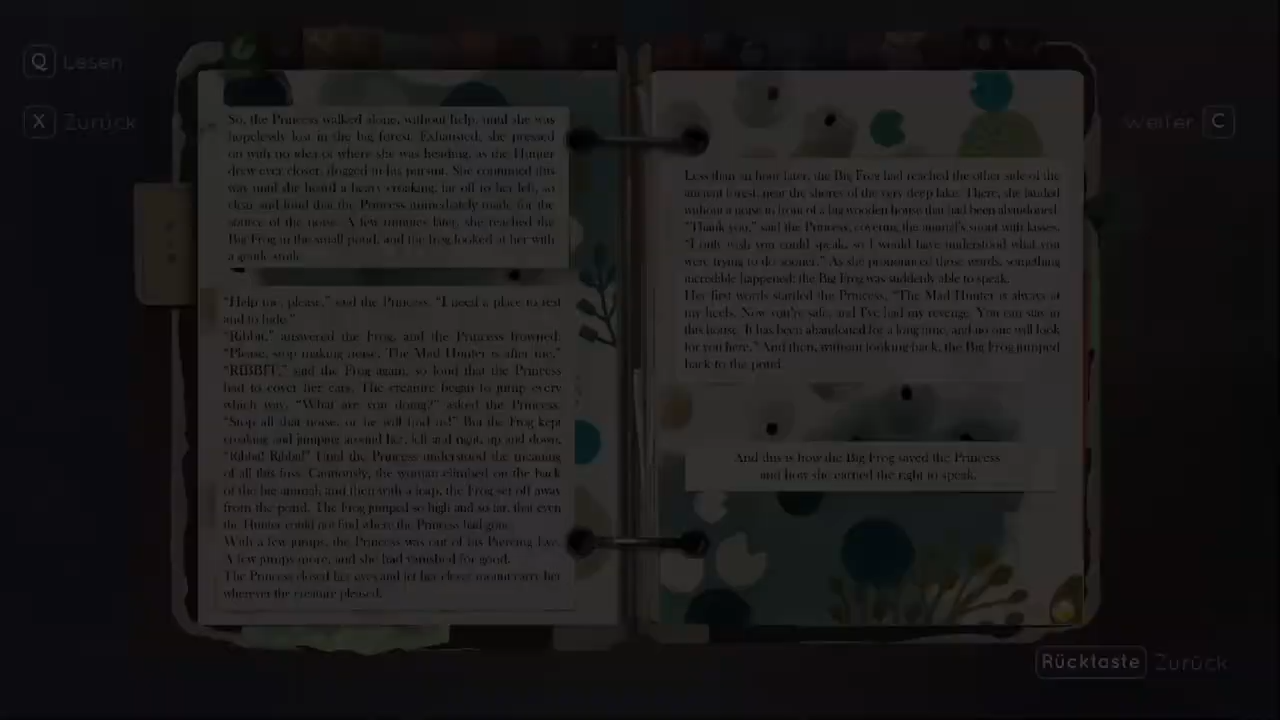 Q Lesen
X Zurück
Weiter C
So, the Princess walked alone, without help, until she was
hopelessly lost in the big forest. Exhausted, she pressed
on with no idea of where she was heading, as the Hunter
drew ever closer, dogged in his pursuit. She continued this
way until she heard a heavy croaking, far off to her left, so
clear and loud that the Princess immediately made for the
source of the noise. A few minutes later, she reached the
Big Frog in the small pond, and the frog looked at her with
a gentle smile.
"Help me, please," said the Princess. "I need a place to rest
and to hide."
"Ribbit," answered the Frog, and the Princess frowned.
"Please, stop making noise. The Mad Hunter is after me."
"RIBBIT," said the Frog again, so loud that the Princess
had to cover her ears. The creature began to jump every
which way. "What are you doing?" asked the Princess.
"Stop all that noise, or he will find us!" But the Frog kept
croaking and jumping around her, left and right, up and down.
"Ribbit! Ribbit!" Until the Princess understood the meaning
of all this fuss. Cautiously, the woman climbed on the back
of the big animal, and then with a leap, the Frog set off away
from the pond. The Frog jumped so high and so far, that even
the Hunter could not find where the Princess had gone.
With a few jumps, the Princess was out of his Piercing Eye.
A few jumps more, and she had vanished for good.
The Princess closed her eyes and let her clever mount carry her
wherever the creature pleased.
Less than an hour later, the Big Frog had reached the other side of the
ancient forest, near the shores of the very deep lake. There, she landed
without a noise in front of a big wooden house that had been abandoned.
"Thank you," said the Princess, covering the animal's snout with kisses.
"I only wish you could speak, so I would have understood what you
were trying to do sooner." As she pronounced those words, something
incredible happened: the Big Frog was suddenly able to speak.
Her first words startled the Princess, "The Mad Hunter is always at
my heels. Now you're safe, and I've had my revenge. You can stay in
this house. It has been abandoned for a long time, and no one will look
for you here." And then, without looking back, the Big Frog jumped
back to the pond.
And this is how the Big Frog saved the Princess
and how she earned the right to speak.
Rücktaste Zurück